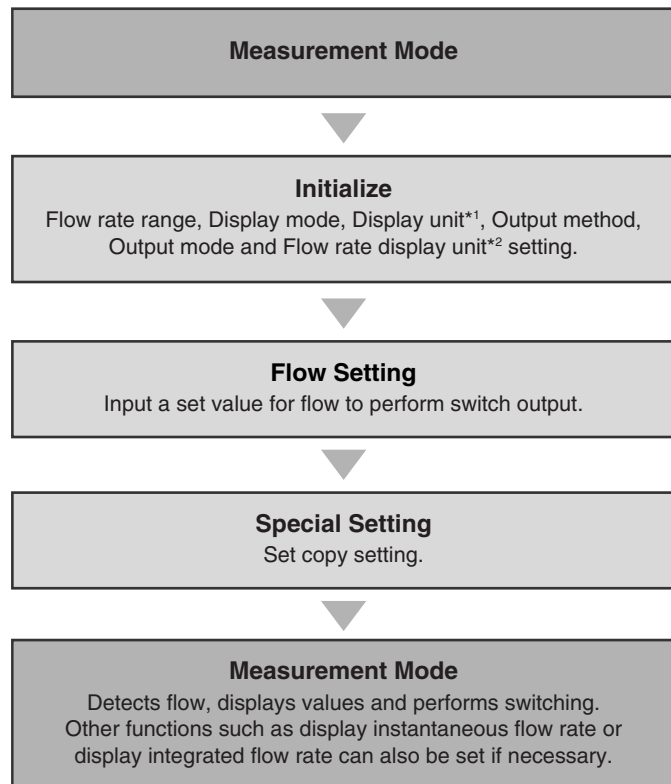 Measurement Mode
Initialize
Flow rate range, Display mode, Display unit*1, Output method,
Output mode and Flow rate display unit*2 setting.
Flow Setting
Input a set value for flow to perform switch output.
Special Setting
Set copy setting.
Measurement Mode
Detects flow, displays values and performs switching.
Other functions such as display instantaneous flow rate or
display integrated flow rate can also be set if necessary.